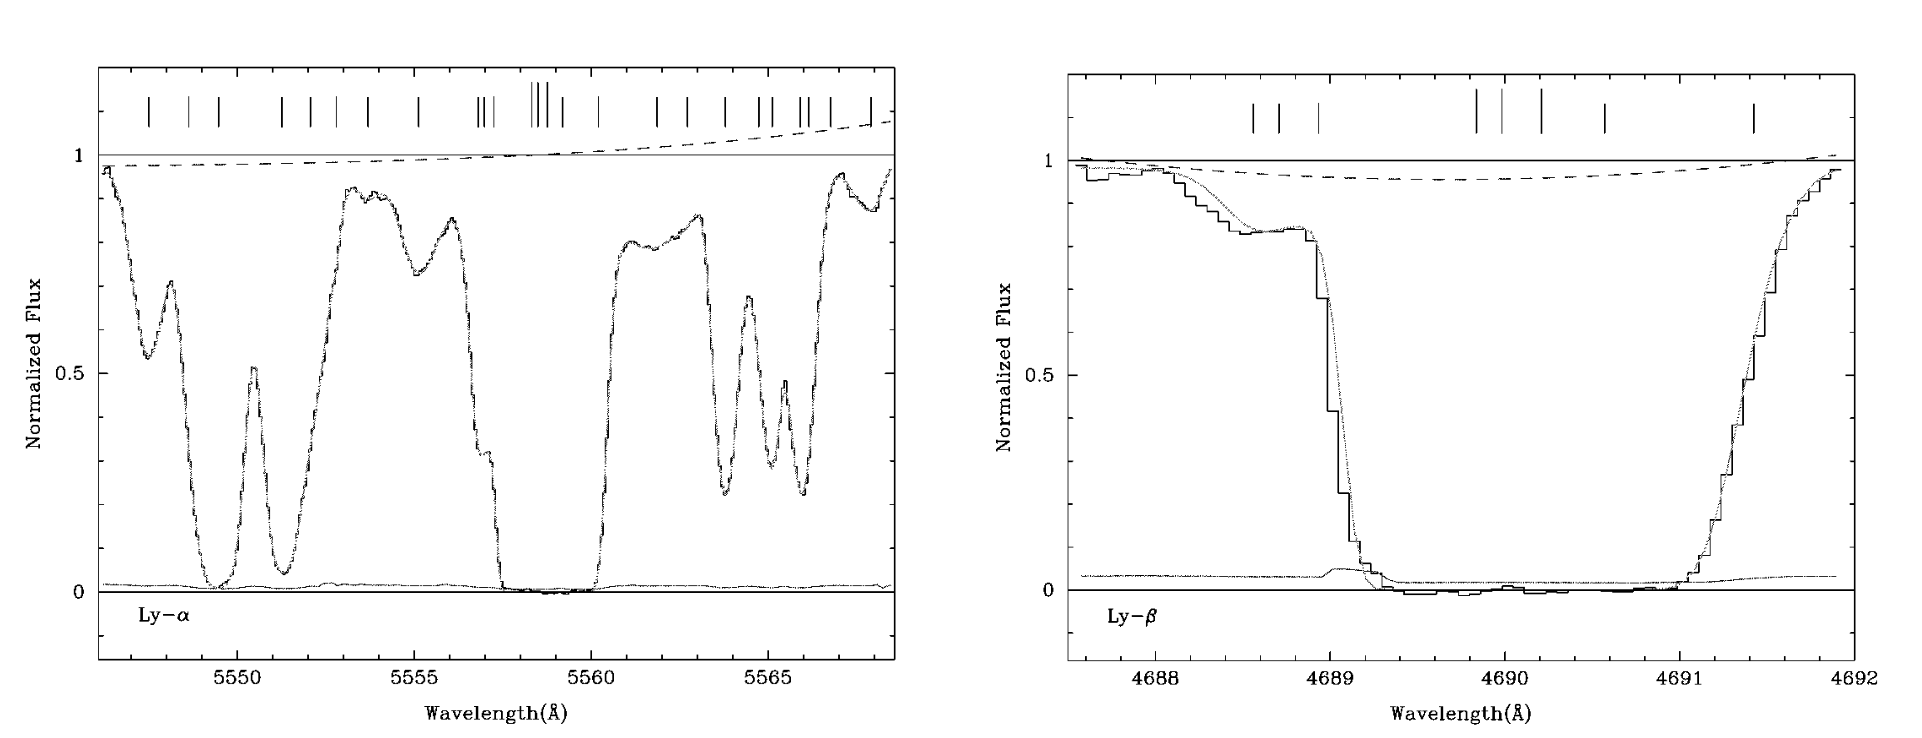 1
0.5
0
Normalized Flux
Ly-α
5550 5555 5560 5565
Wavelength(Å)
1
0.5
0
Normalized Flux
Ly-β
4688 4689 4690 4691 4692
Wavelength(Å)